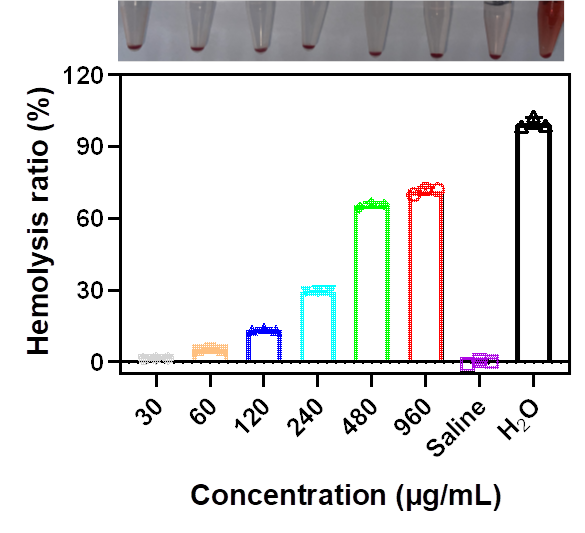 Hemolysis ratio (%)
120
90
60
30
0
30
60
120
240
480
960
Saline
H₂O
Concentration (µg/mL)